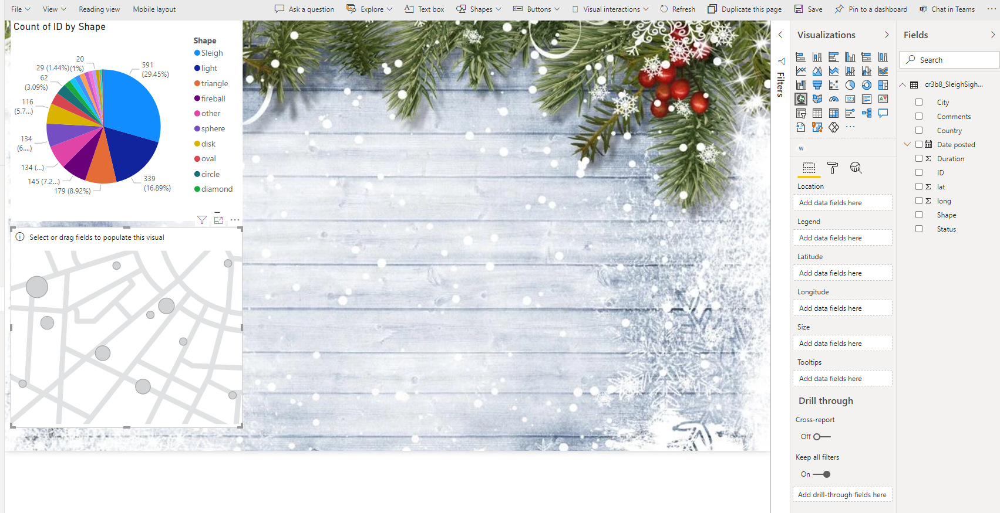 File View Reading view Mobile layout Ask a question Explore Text box Shapes Buttons Visual interactions Refresh Duplicate this page Save Pin to a dashboard Chat in Teams ...
Count of ID by Shape
Shape
Sleigh
light
triangle
fireball
other
sphere
disk
oval
circle
diamond
20
(1%)
29 (1.44%)
62
(3.09%)
116
(5.7...)
134
(6....)
134 (...)
145 (7.2...)
179 (8.92%)
339
(16.89%)
591
(29.45%)
Select or drag fields to populate this visual
Filters
Visualizations
123
W
Location
Add data fields here
Legend
Add data fields here
Latitude
Add data fields here
Longitude
Add data fields here
Size
Add data fields here
Tooltips
Add data fields here
Drill through
Cross-report
Off
Keep all filters
On
Add drill-through fields here
Fields
Search
cr3b8_SleighSigh...
City
Comments
Country
Date posted
Σ Duration
ID
Σ lat
Σ long
Shape
Status